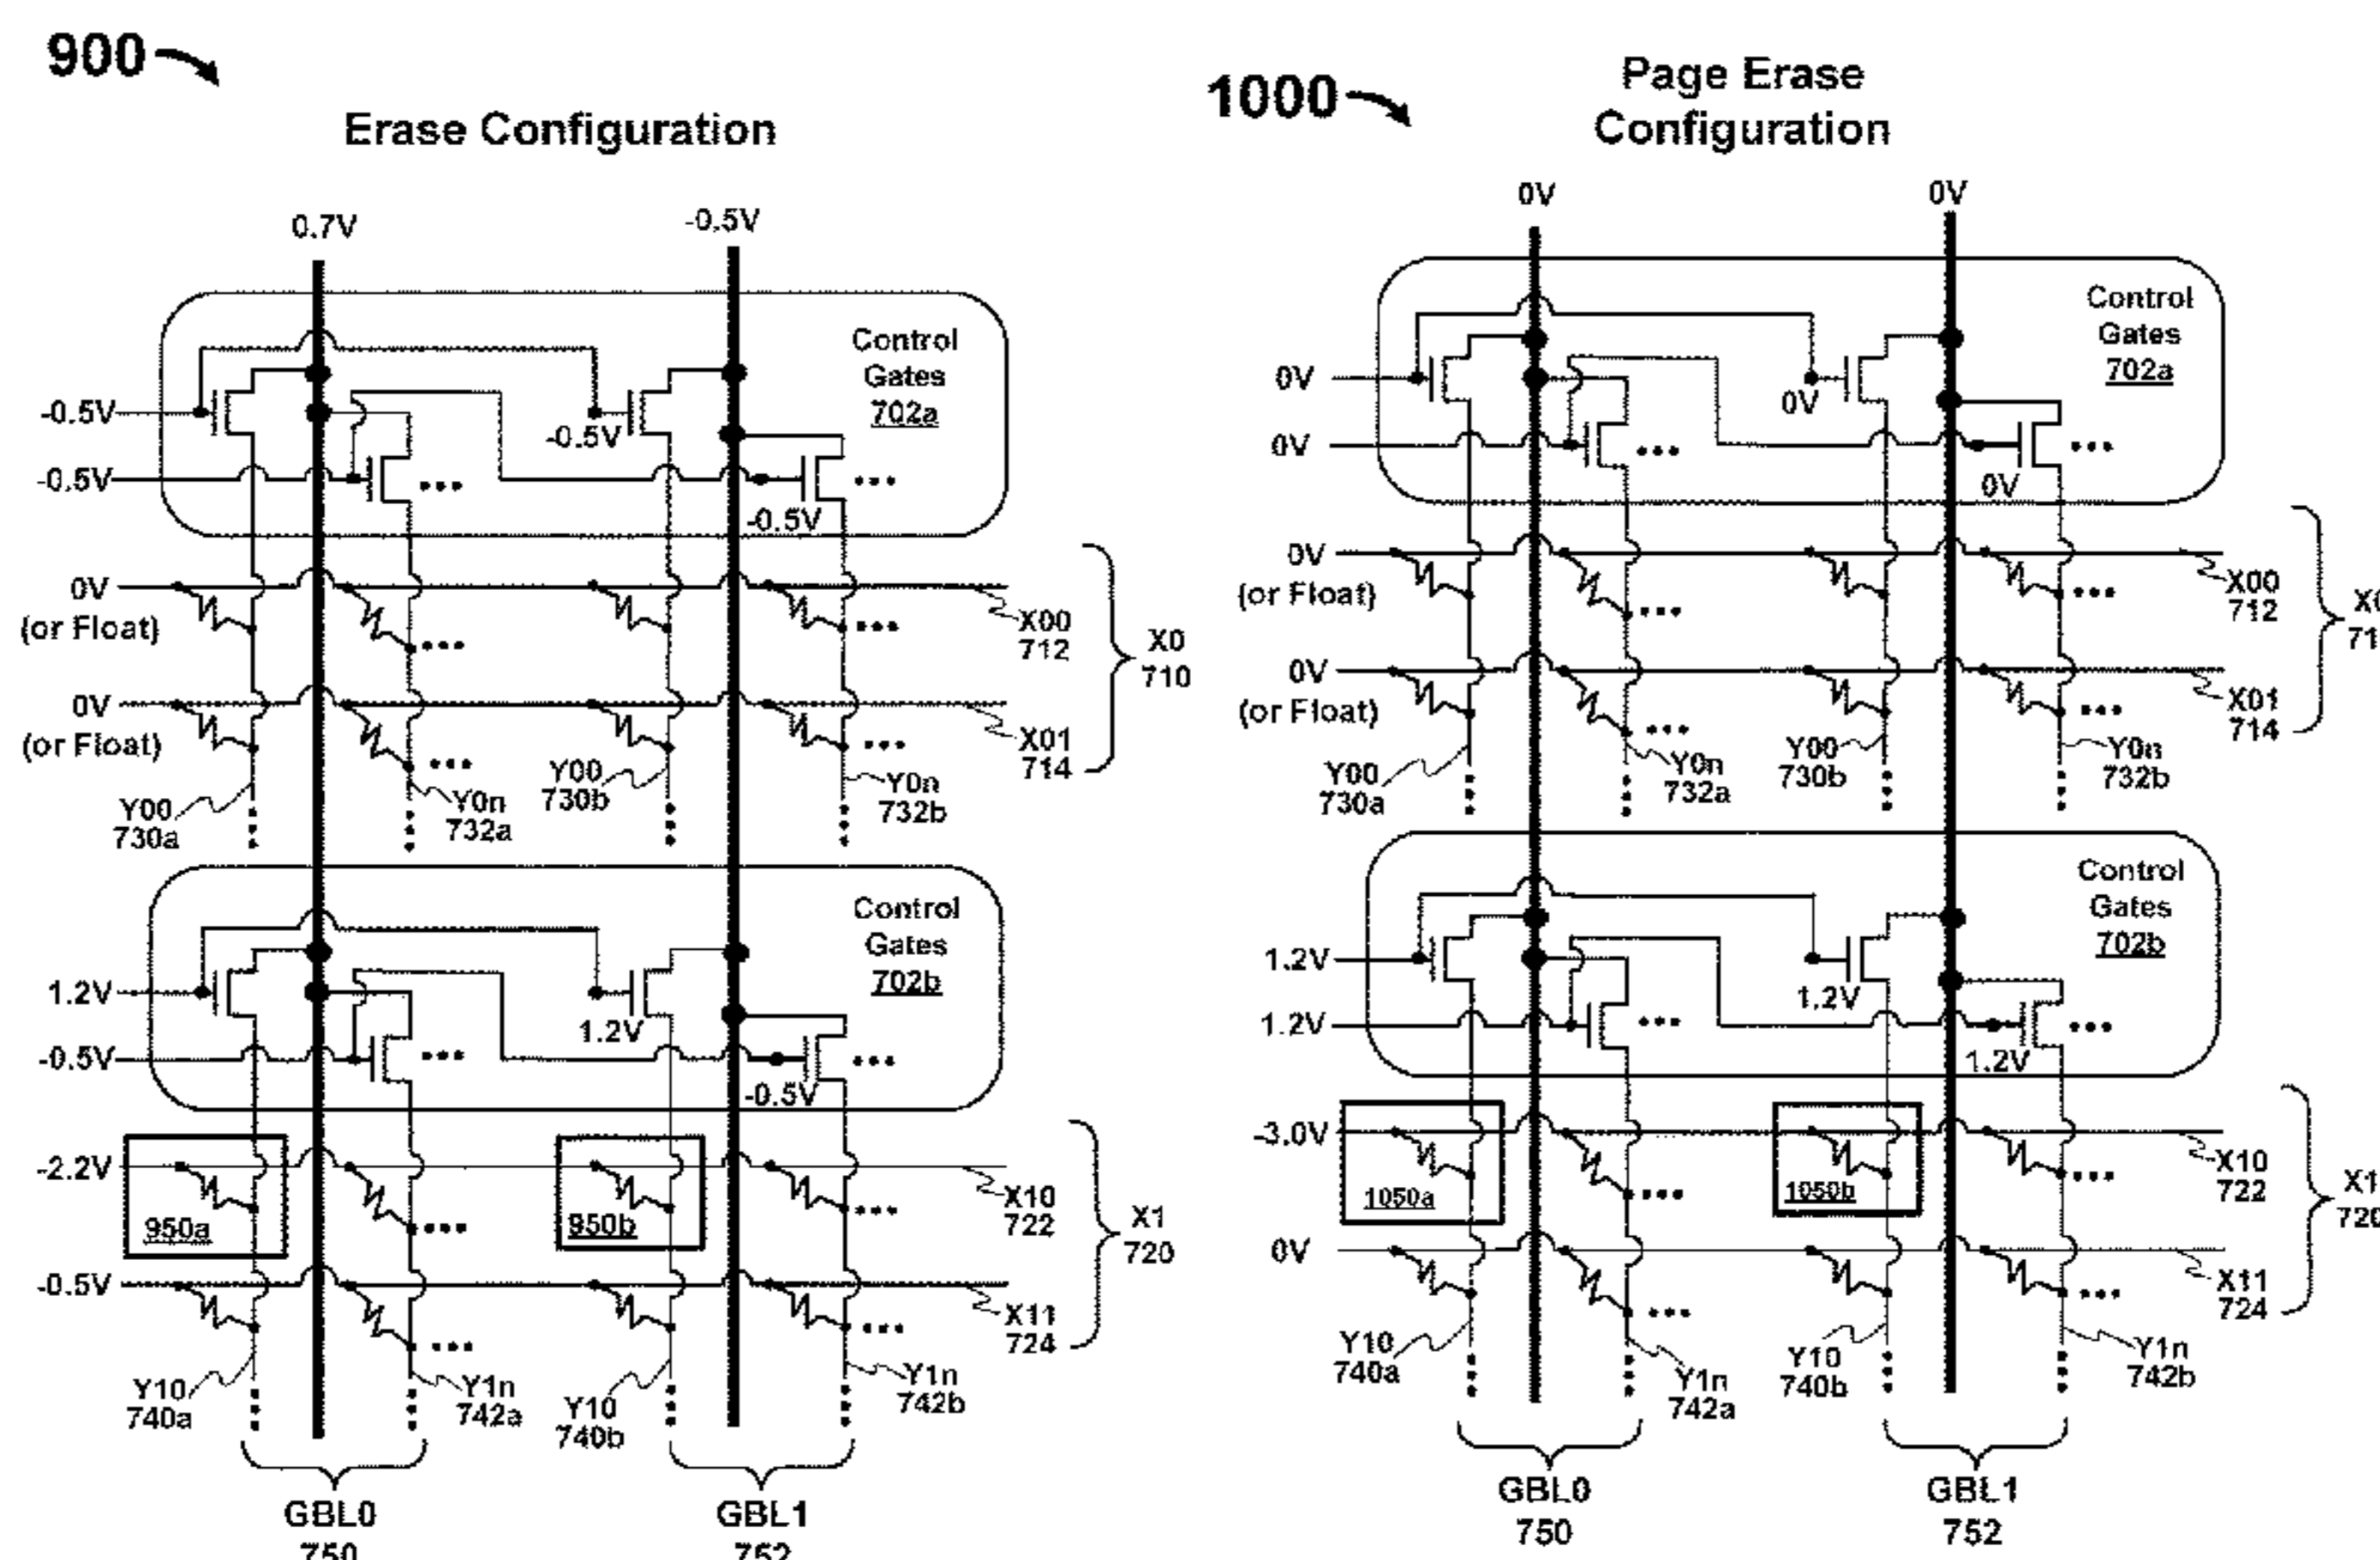 900
Erase Configuration
0.7V
-0.5V
Control
Gates
702a
-0.5V
-0.5V
-0.5V
-0.5V
0V
(or Float)
X00
712
X0
710
0V
(or Float)
X01
714
Y00
730a
Y0n
732a
Y00
730b
Y0n
732b
Control
Gates
702b
1.2V
1.2V
-0.5V
-0.5V
-2.2V
950a
950b
X10
722
X1
720
-0.5V
X11
724
Y10
740a
Y1n
742a
Y10
740b
Y1n
742b
GBL0
750
GBL1
752
1000
Page Erase
Configuration
0V
0V
Control
Gates
702a
0V
0V
0V
0V
0V
(or Float)
X00
712
0V
(or Float)
X01
714
Y00
730a
Y0n
732a
Y00
730b
Y0n
732b
Control
Gates
702b
1.2V
1.2V
1.2V
1.2V
-3.0V
1050a
1050b
X10
722
X1
720
0V
X11
724
Y10
740a
Y1n
742a
Y10
740b
Y1n
742b
GBL0
750
GBL1
752